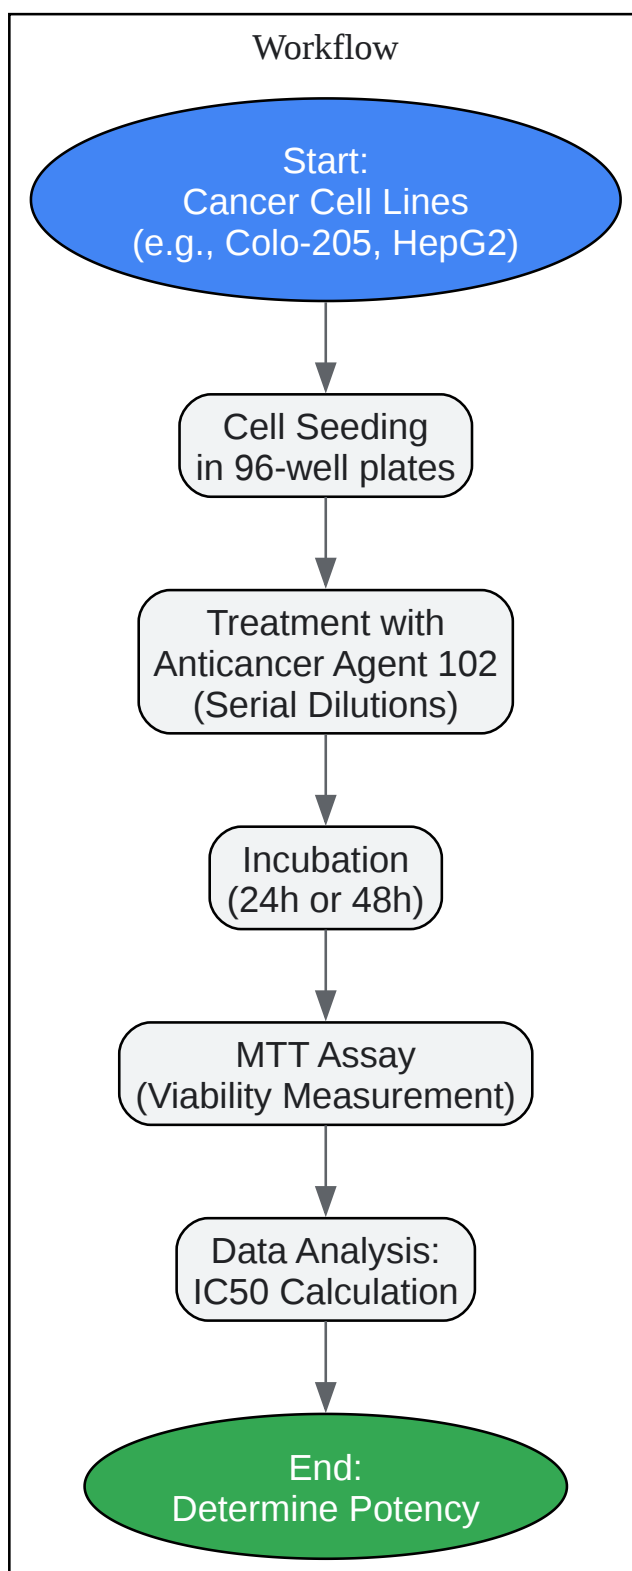 Workflow
Start:
Cancer Cell Lines
(e.g., Colo-205, HepG2)
Cell Seeding
in 96-well plates
Treatment with
Anticancer Agent 102
(Serial Dilutions)
Incubation
(24h or 48h)
MTT Assay
(Viability Measurement)
Data Analysis:
IC50 Calculation
End:
Determine Potency